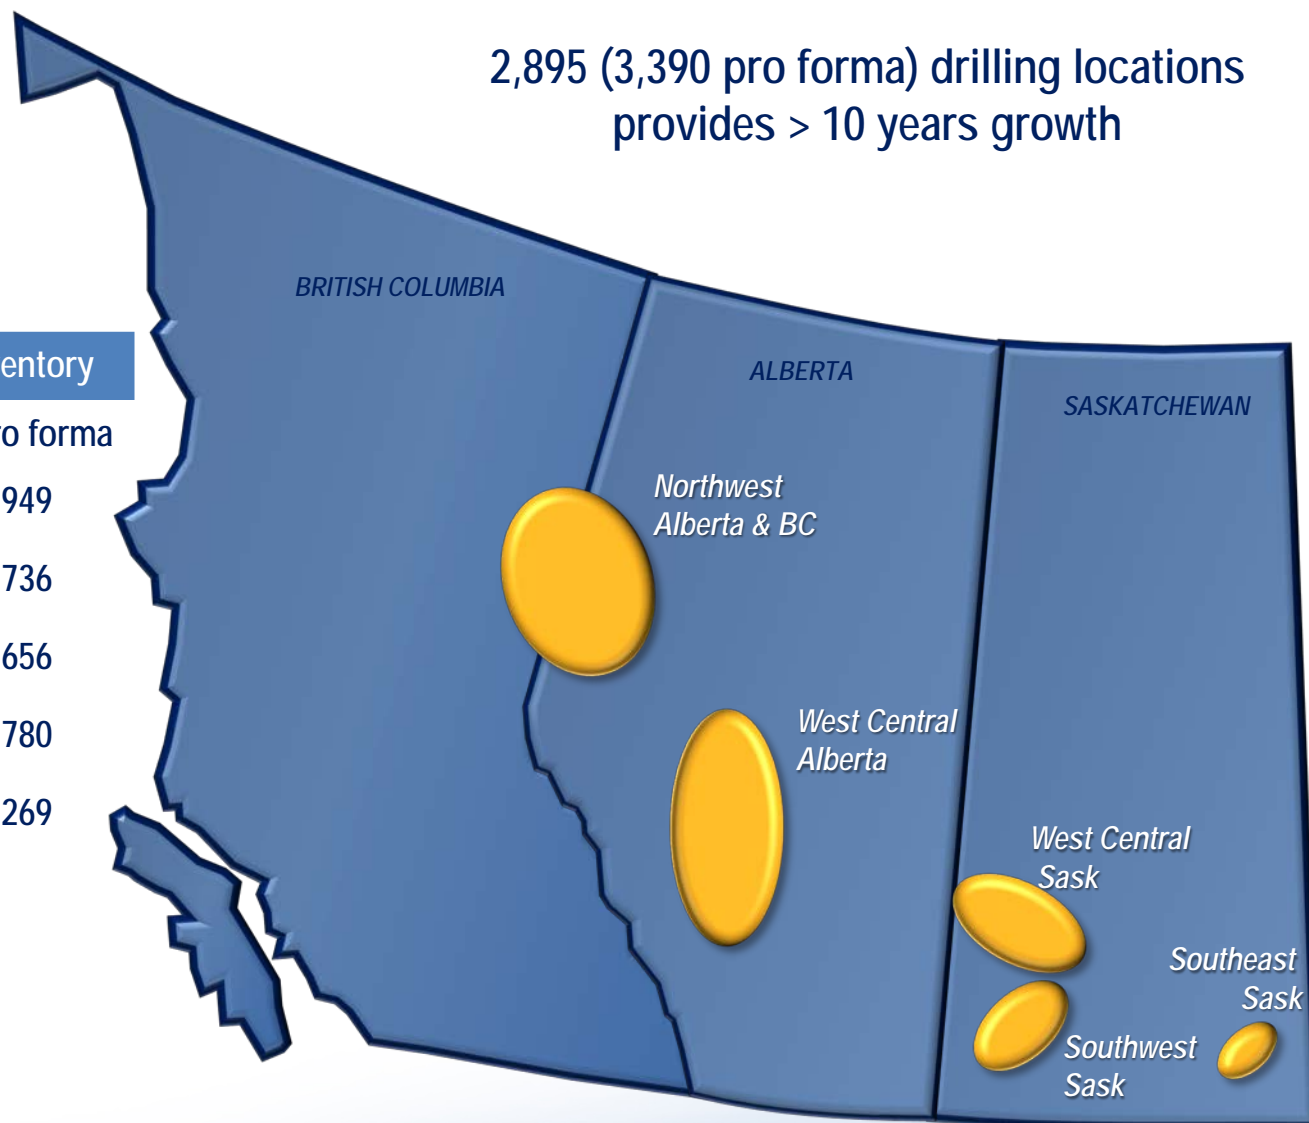 2,895 (3,390 pro forma) drilling locations
provides > 10 years growth
BRITISH COLUMBIA
ALBERTA
SASKATCHEWAN
entory
ro forma
949
736
656
780
269
Northwest
Alberta & BC
West Central
Alberta
West Central
Sask
Southeast
Sask
Southwest
Sask